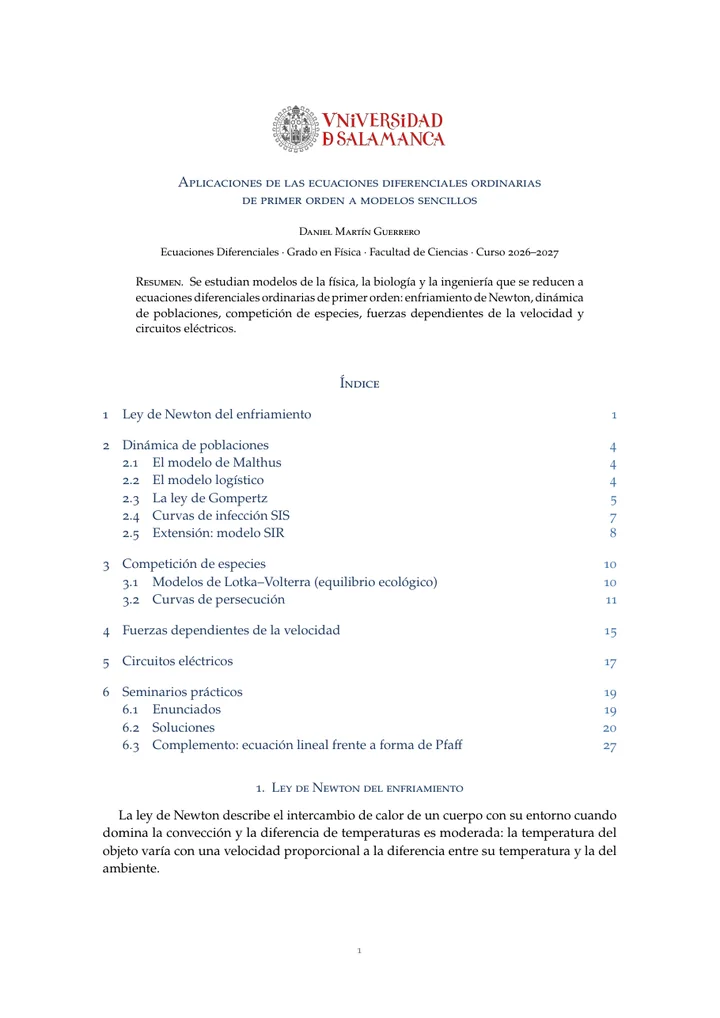 VNiVERSiDAD
D SALAMANCA
Aplicaciones de las ecuaciones diferenciales ordinarias
de primer orden a modelos sencillos
Daniel Martín Guerrero
Ecuaciones Diferenciales · Grado en Física · Facultad de Ciencias · Curso 2026–2027
Resumen. Se estudian modelos de la física, la biología y la ingeniería que se reducen a
ecuaciones diferenciales ordinarias de primer orden: enfriamiento de Newton, dinámica
de poblaciones, competición de especies, fuerzas dependientes de la velocidad y
circuitos eléctricos.
Índice
1 Ley de Newton del enfriamiento 1
2 Dinámica de poblaciones 4
2.1 El modelo de Malthus 4
2.2 El modelo logístico 4
2.3 La ley de Gompertz 5
2.4 Curvas de infección SIS 7
2.5 Extensión: modelo SIR 8
3 Competición de especies 10
3.1 Modelos de Lotka–Volterra (equilibrio ecológico) 10
3.2 Curvas de persecución 11
4 Fuerzas dependientes de la velocidad 15
5 Circuitos eléctricos 17
6 Seminarios prácticos 19
6.1 Enunciados 19
6.2 Soluciones 20
6.3 Complemento: ecuación lineal frente a forma de Pfaff 27
1. Ley de Newton del enfriamiento
La ley de Newton describe el intercambio de calor de un cuerpo con su entorno cuando
domina la convección y la diferencia de temperaturas es moderada: la temperatura del
objeto varía con una velocidad proporcional a la diferencia entre su temperatura y la del
ambiente.
1